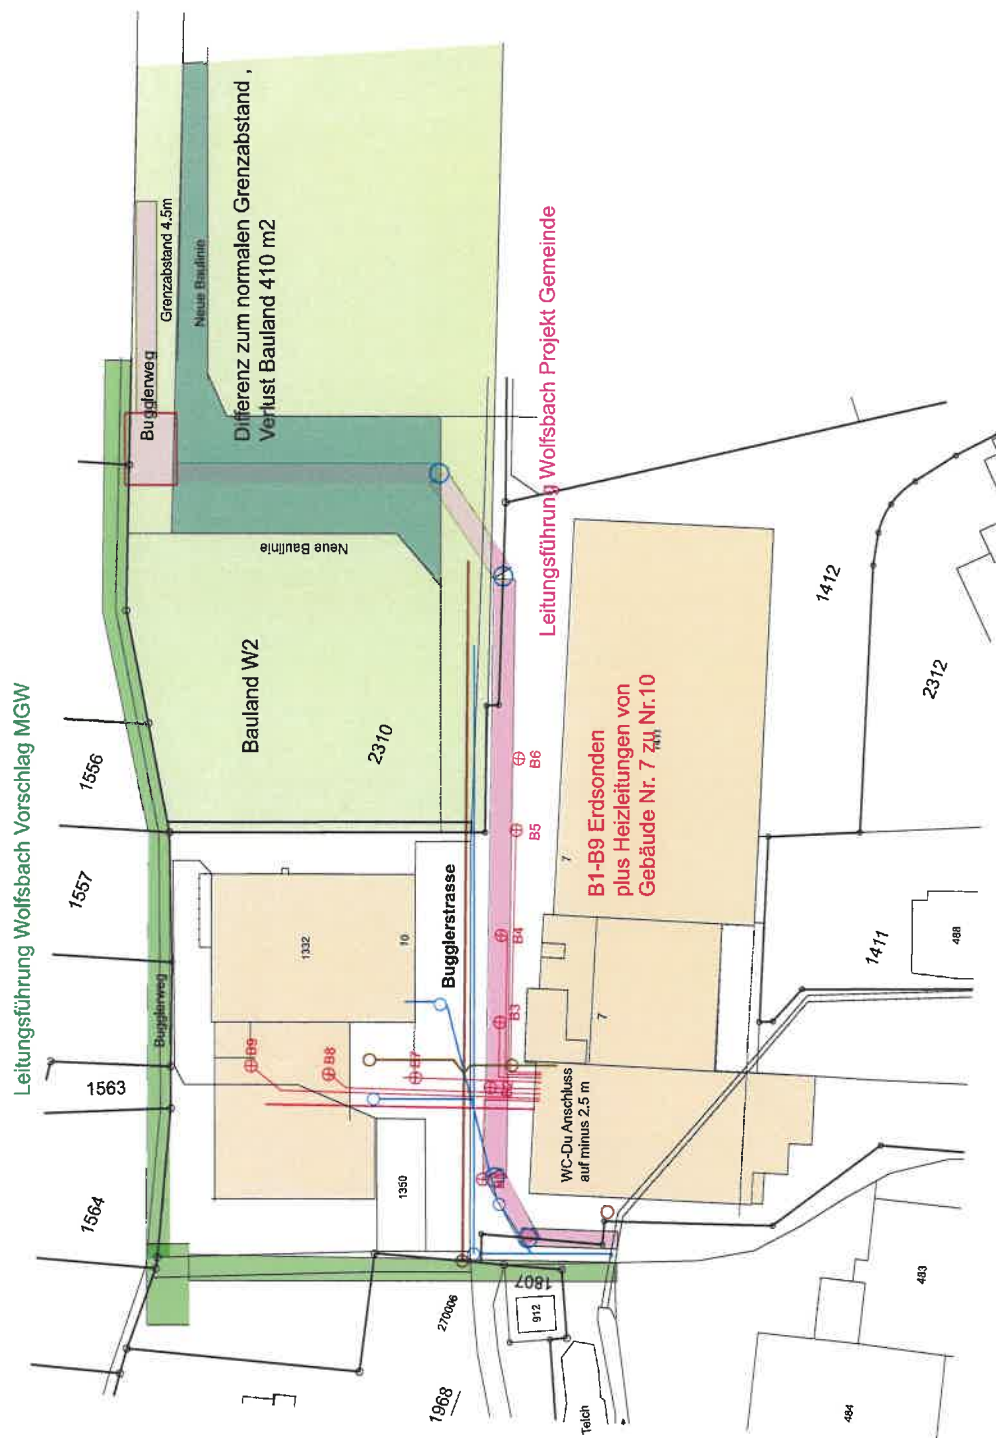 Leitungsführung Wolfsbach Vorschlag MGW
Bugglerweg
Grenzabstand 4.5m
Neue Baulinie
Differenz zum normalen Grenzabstand ,
Verlust Bauland 410 m2
Neue Baulinie
Leitungsführung Wolfsbach Projekt Gemeinde
Bauland W2
2310
1556
1557
1563
1564
Bugglerweg
1332
10
Bugglerstrasse
B9
B8
B7
B6
B5
B4
B3
B1-B9 Erdsonden
plus Heizleitungen von
Gebäude Nr. 7 zu Nr.10
7
7
WC-Du Anschluss
auf minus 2,5 m
1350
1412
2312
1411
488
1807
912
270006
1968
Teich
483
484